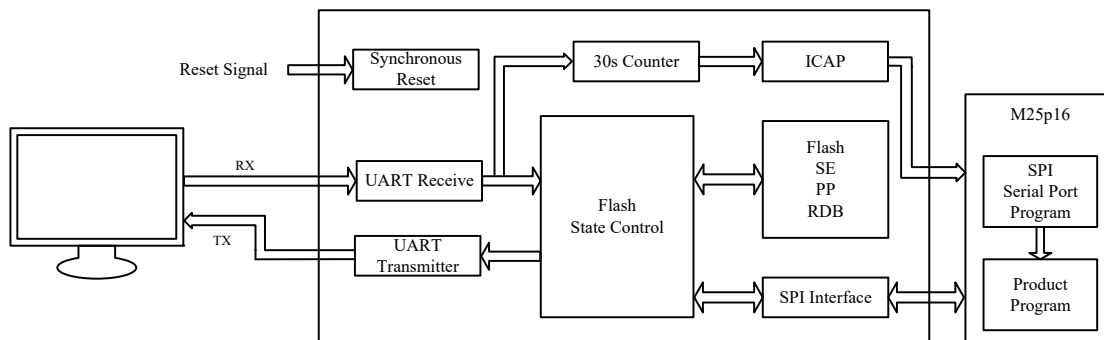 Reset Signal
Synchronous
Reset
30s Counter
ICAP
M25p16
RX
UART Receive
Flash
State Control
Flash
SE
PP
RDB
SPI
Serial Port
Program
TX
UART
Transmitter
SPI Interface
Product
Program